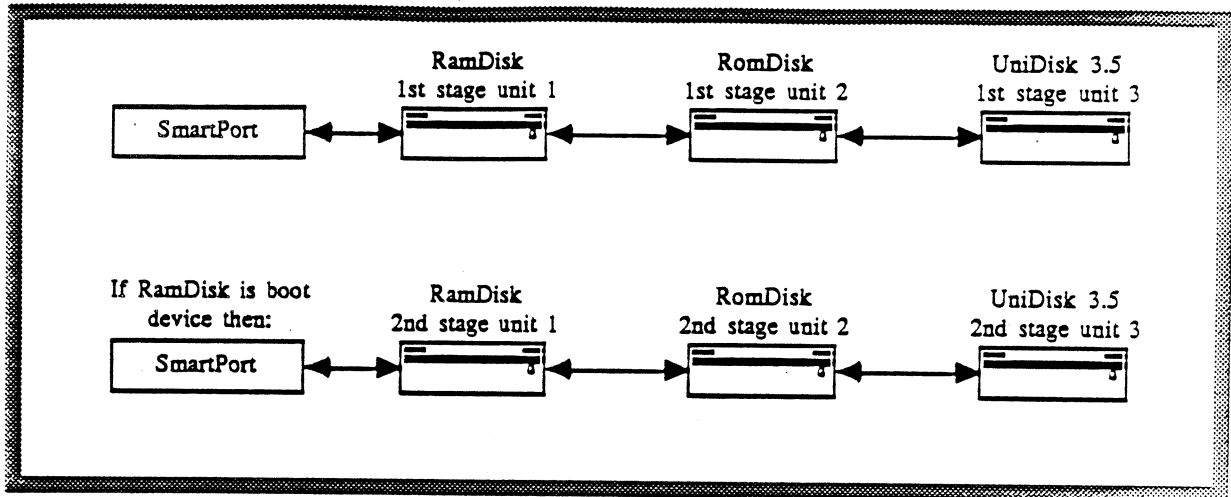 RamDisk
1st stage unit 1
RomDisk
1st stage unit 2
UniDisk 3.5
1st stage unit 3
SmartPort
If RamDisk is boot
device then:
RamDisk
2nd stage unit 1
RomDisk
2nd stage unit 2
UniDisk 3.5
2nd stage unit 3
SmartPort